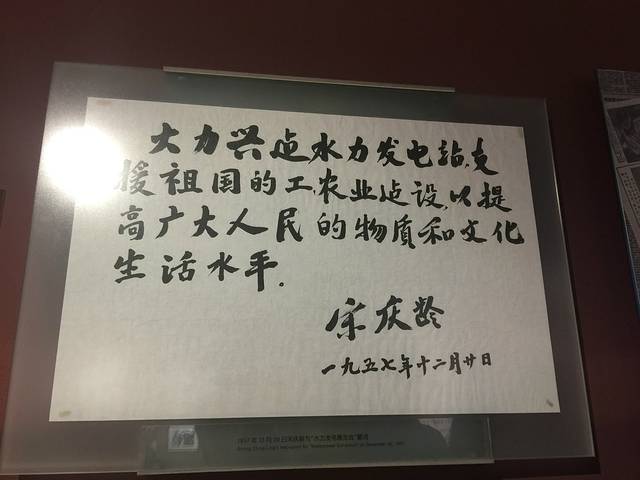 大力兴建水力发电站,支
援祖国的工农业建设,以提
高广大人民的物质和文化
生活水平.
宋庆龄
一九五七年十二月廿日